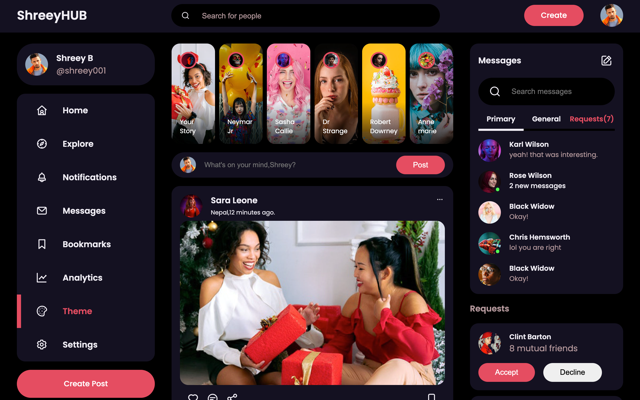 ShreeyHUB
Search for people
Create
Shreey B
@shreey001
Home
Explore
Notifications
Messages
Bookmarks
Analytics
Theme
Settings
Create Post
Your
Story
Neymar
Jr
Sasha
Callie
Dr
Strange
Robert
Downey
Anne
marie
What's on your mind,Shreey?
Post
Sara Leone
Nepal,12 minutes ago.
Messages
Search messages
Primary
General
Requests(7)
Karl Wilson
yeah! that was interesting.
Rose Wilson
2 new messages
Black Widow
Okay!
Chris Hemsworth
lol you are right
Black Widow
Okay!
Requests
Clint Barton
8 mutual friends
Accept
Decline